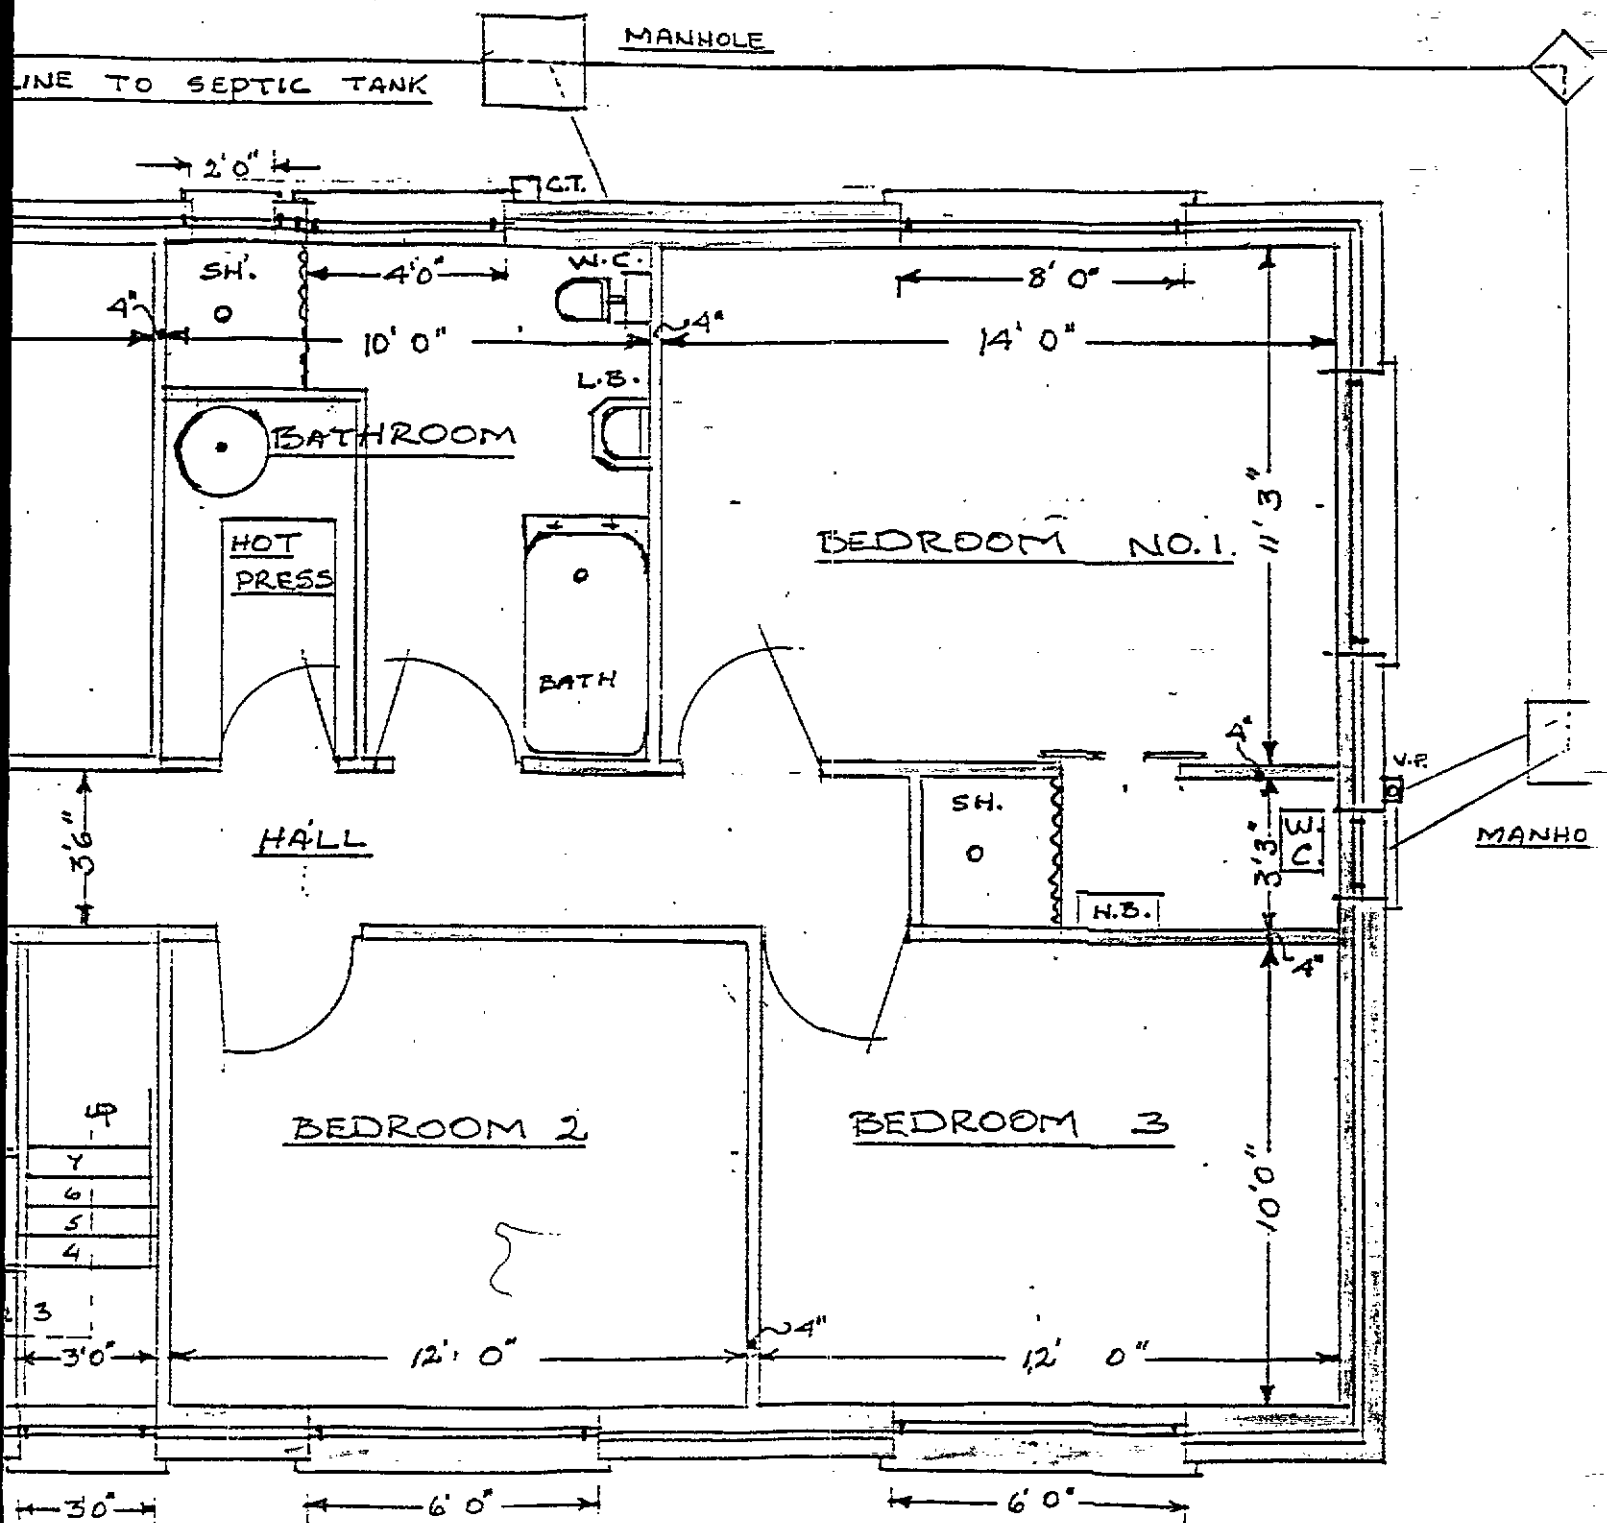 MANHOLE
LINE TO SEPTIC TANK
2'0"
C.T.
SH.
4'0"
W.C.
8' 0"
4"
10' 0"
4"
14' 0"
L.B.
BATHROOM
11' 3"
HOT
PRESS
BEDROOM NO.1.
BATH
4"
V.P.
3'6"
HALL
SH.
3'3"
W.C.
MANHO
H.B.
4"
UP
BEDROOM 2
BEDROOM 3
7
6
5
4
10'0"
3
4"
3'0"
12' 0"
12' 0"
30"
6' 0"
6' 0"